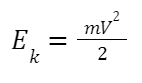 E_k = mV^2 / 2